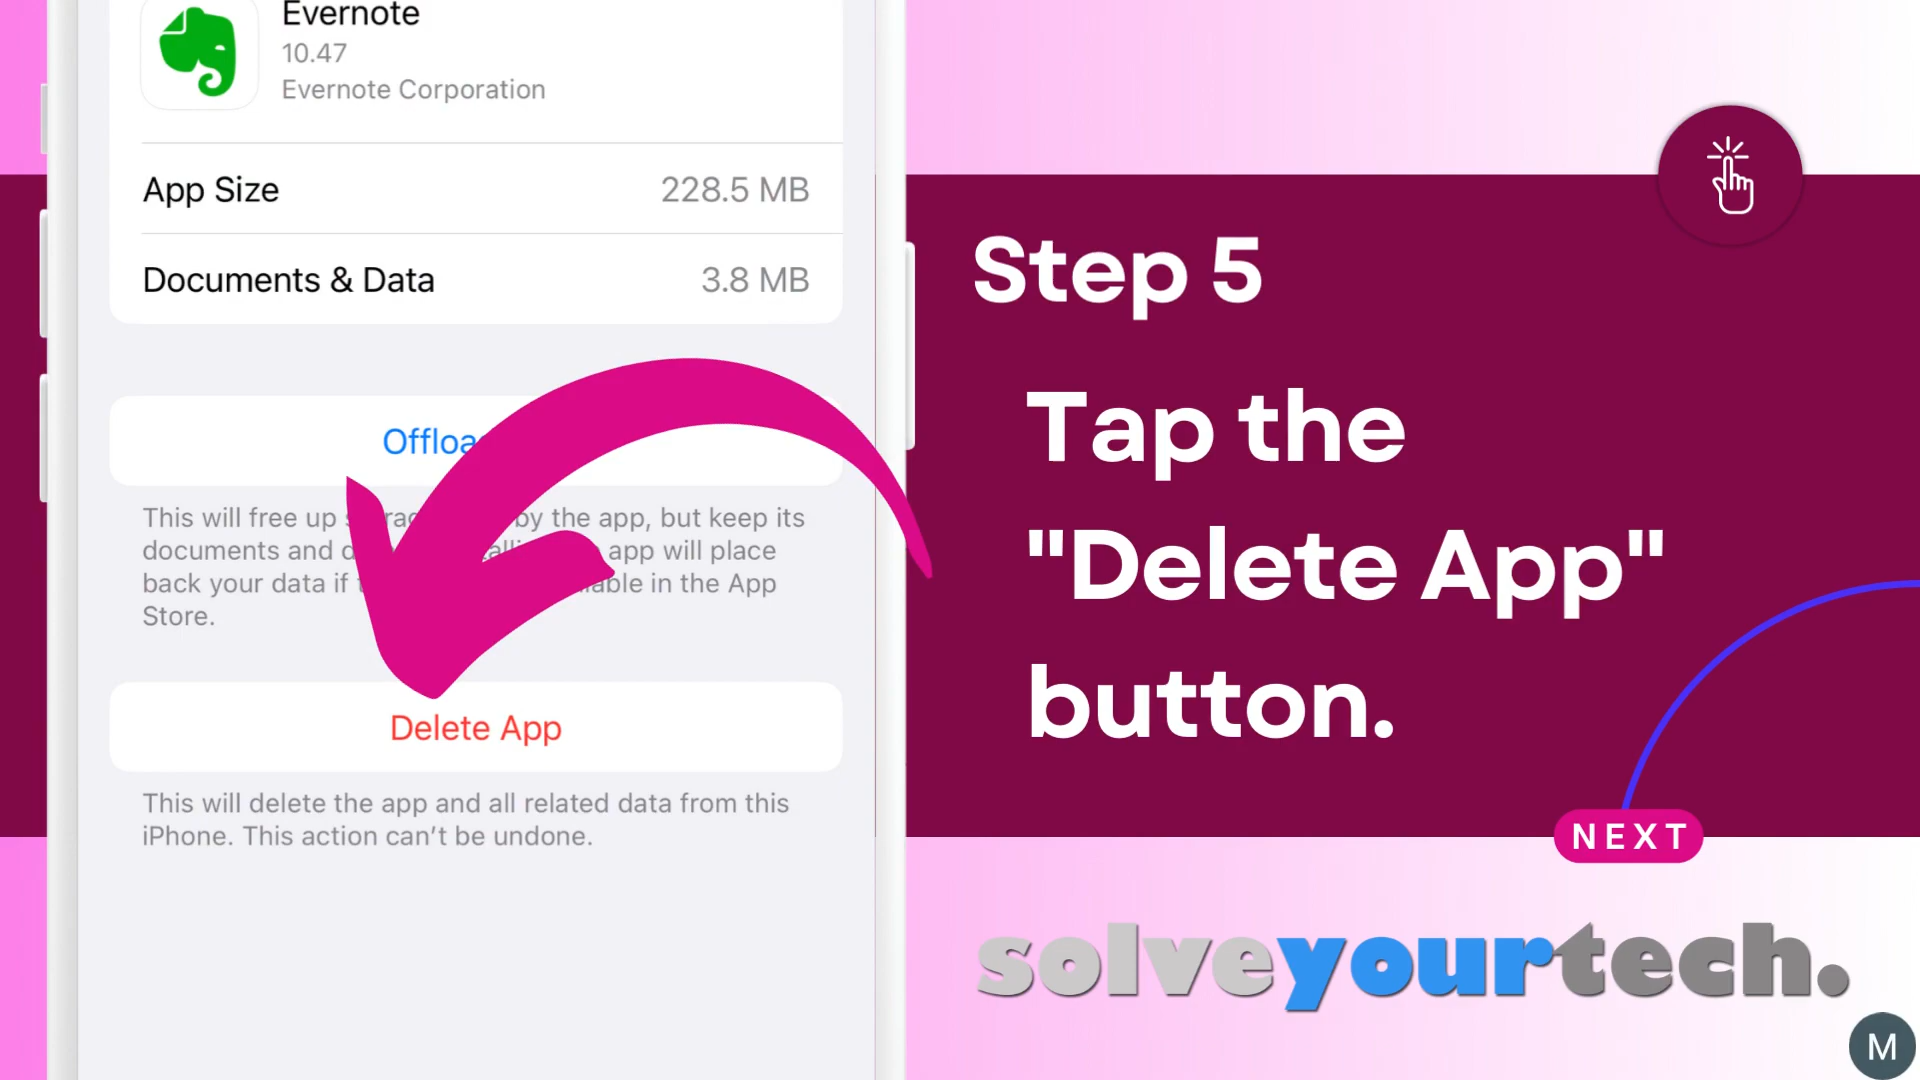 Evernote
10.47
Evernote Corporation
App Size 228.5 MB
Documents & Data 3.8 MB
This will free up by the app, but keep its
documents and app will place
back your data if in the App
Store.
Delete App
This will delete the app and all related data from this
iPhone. This action can't be undone.
Step 5
Tap the
"Delete App"
button.
NEXT
solveyourtech.
M